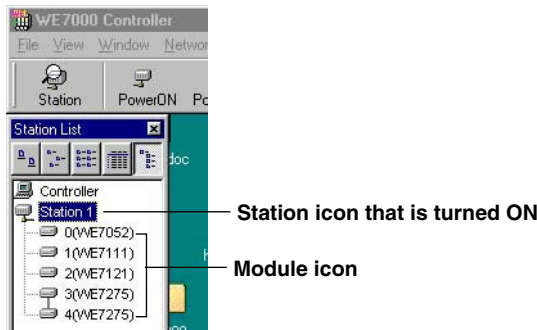 WE7000 Controller
File View Window Networ
Station PowerON Po
Station List
doc
Controller
Station 1
Station icon that is turned ON
0(WE7052)
1(WE7111)
Module icon
2(WE7121)
3(WE7275)
4(WE7275)